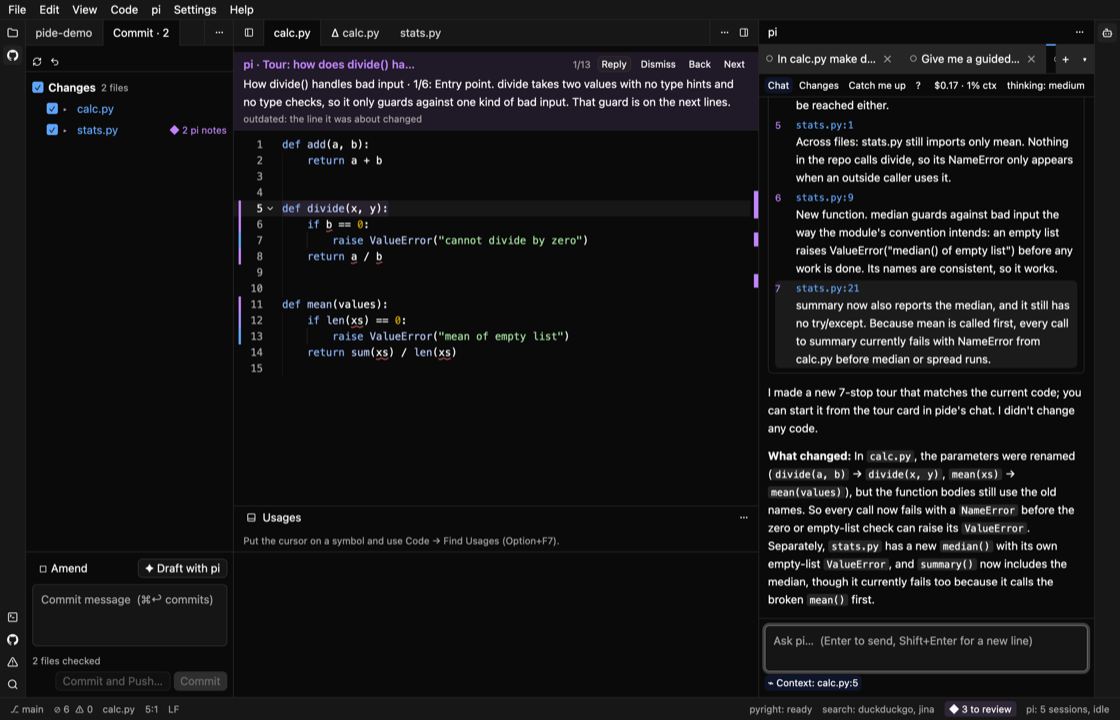 File Edit View Code pi Settings Help
pide-demo Commit · 2 ···
calc.py Δ calc.py stats.py ···
pi ···
Changes 2 files
calc.py
stats.py ◆ 2 pi notes
pi · Tour: how does divide() ha... 1/13 Reply Dismiss Back Next
How divide() handles bad input · 1/6: Entry point. divide takes two values with no type hints and
no type checks, so it only guards against one kind of bad input. That guard is on the next lines.
outdated: the line it was about changed
1 def add(a, b):
2 return a + b
3
4
5 def divide(x, y):
6 if b == 0:
7 raise ValueError("cannot divide by zero")
8 return a / b
9
10
11 def mean(values):
12 if len(xs) == 0:
13 raise ValueError("mean of empty list")
14 return sum(xs) / len(xs)
15
Usages ···
Put the cursor on a symbol and use Code → Find Usages (Option+F7).
Amend ✦ Draft with pi
Commit message (⌘↩ commits)
2 files checked
Commit and Push... Commit
In calc.py make d... × Give me a guided... × +
Chat Changes Catch me up ? $0.17 · 1% ctx thinking: medium
be reached either.
5 stats.py:1
Across files: stats.py still imports only mean. Nothing
in the repo calls divide, so its NameError only appears
when an outside caller uses it.
6 stats.py:9
New function. median guards against bad input the
way the module's convention intends: an empty list
raises ValueError("median() of empty list") before any
work is done. Its names are consistent, so it works.
7 stats.py:21
summary now also reports the median, and it still has
no try/except. Because mean is called first, every call
to summary currently fails with NameError from
calc.py before median or spread runs.
I made a new 7-stop tour that matches the current code; you
can start it from the tour card in pide's chat. I didn't change
any code.
What changed: In calc.py, the parameters were renamed
(divide(a, b) → divide(x, y), mean(xs) →
mean(values)), but the function bodies still use the old
names. So every call now fails with a NameError before the
zero or empty-list check can raise its ValueError.
Separately, stats.py has a new median() with its own
empty-list ValueError, and summary() now includes the
median, though it currently fails too because it calls the
broken mean() first.
Ask pi... (Enter to send, Shift+Enter for a new line)
Context: calc.py:5
main 6 0 calc.py 5:1 LF
pyright: ready search: duckduckgo, jina ◆ 3 to review pi: 5 sessions, idle